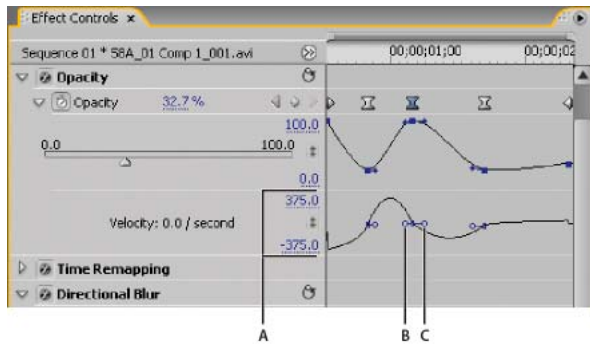 Effect Controls ×
Sequence 01 * S8A_01 Comp 1_001.avi
00;00;01;00 00;00;02
Opacity
Opacity 32.7%
100.0
0.0 100.0
0.0
375.0
Velocity: 0.0 / second
-375.0
Time Remapping
Directional Blur
A B C